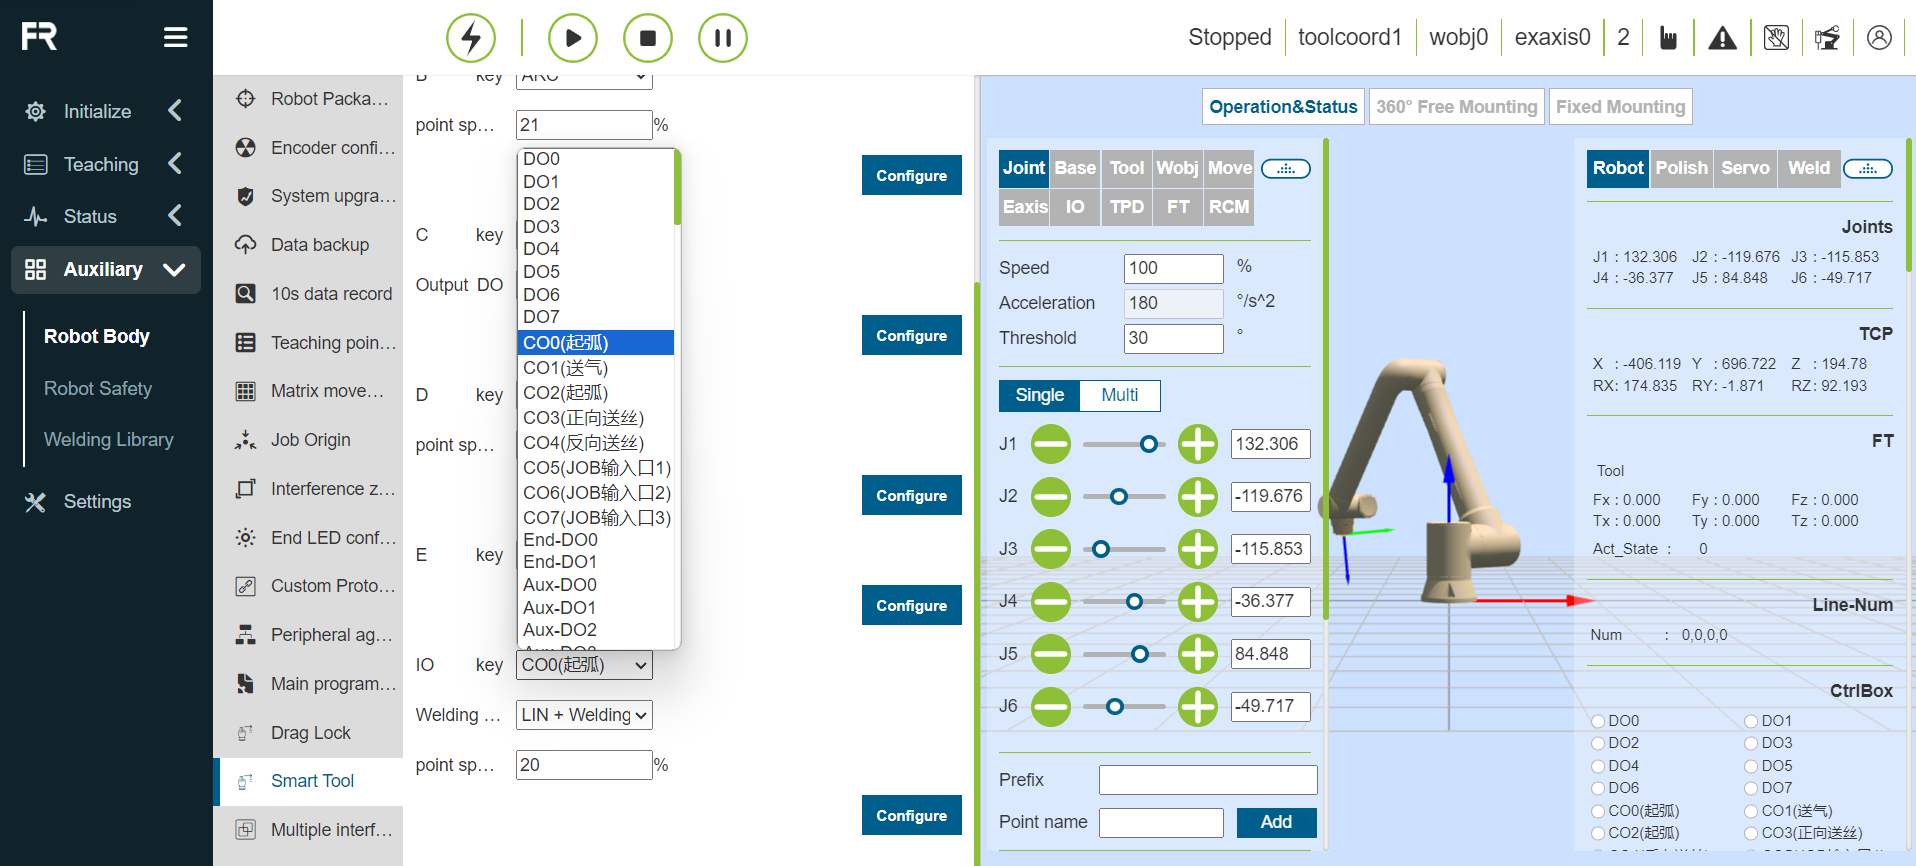 FR
Stopped
toolcoord1
wobj0
exaxis0
2
Initialize
Teaching
Status
Auxiliary
Robot Body
Robot Safety
Welding Library
Settings
Robot Packa...
Encoder confi...
System upgra...
Data backup
10s data record
Teaching poin...
Matrix move...
Job Origin
Interference z...
End LED conf...
Custom Proto...
Peripheral ag...
Main program...
Drag Lock
Smart Tool
Multiple interf...
B key ARC
point sp... 21 %
Configure
C key
Output DO
Configure
D key
point sp...
Configure
E key
Configure
DO0
DO1
DO2
DO3
DO4
DO5
DO6
DO7
CO0(起弧)
CO1(送气)
CO2(起弧)
CO3(正向送丝)
CO4(反向送丝)
CO5(JOB输入口1)
CO6(JOB输入口2)
CO7(JOB输入口3)
End-DO0
End-DO1
Aux-DO0
Aux-DO1
Aux-DO2
IO key CO0(起弧)
Welding ... LIN + Welding
point sp... 20 %
Configure
Operation&Status
360° Free Mounting
Fixed Mounting
Joint Base Tool Wobj Move
Eaxis IO TPD FT RCM
Speed 100 %
Acceleration 180 °/s^2
Threshold 30 °
Single Multi
J1 132.306
J2 -119.676
J3 -115.853
J4 -36.377
J5 84.848
J6 -49.717
Prefix
Point name Add
Robot Polish Servo Weld
Joints
J1 : 132.306 J2 : -119.676 J3 : -115.853
J4 : -36.377 J5 : 84.848 J6 : -49.717
TCP
X : -406.119 Y : 696.722 Z : 194.78
RX: 174.835 RY: -1.871 RZ: 92.193
FT
Tool
Fx : 0.000 Fy : 0.000 Fz : 0.000
Tx : 0.000 Ty : 0.000 Tz : 0.000
Act_State : 0
Line-Num
Num : 0,0,0,0
CtrlBox
DO0 DO1
DO2 DO3
DO4 DO5
DO6 DO7
CO0(起弧) CO1(送气)
CO2(起弧) CO3(正向送丝)